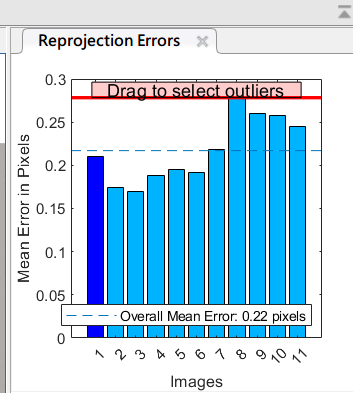 Reprojection Errors
0.3
Drag to select outliers
0.25
0.2
0.15
0.1
0.05
0
Mean Error in Pixels
Overall Mean Error: 0.22 pixels
1 2 3 4 5 6 7 8 9 10 11
Images